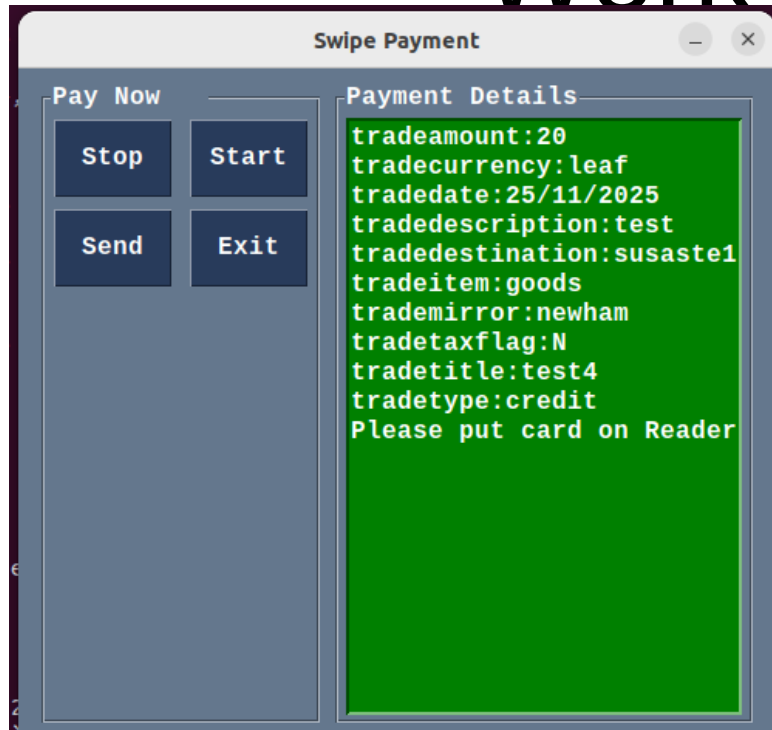 Work
Swipe Payment
Pay Now
Stop
Start
Send
Exit
Payment Details
tradeamount:20
tradecurrency:leaf
tradedate:25/11/2025
tradedescription:test
tradedestination:susaste1
tradeitem:goods
trademirror:newham
tradetaxflag:N
tradetitle:test4
tradetype:credit
Please put card on Reader